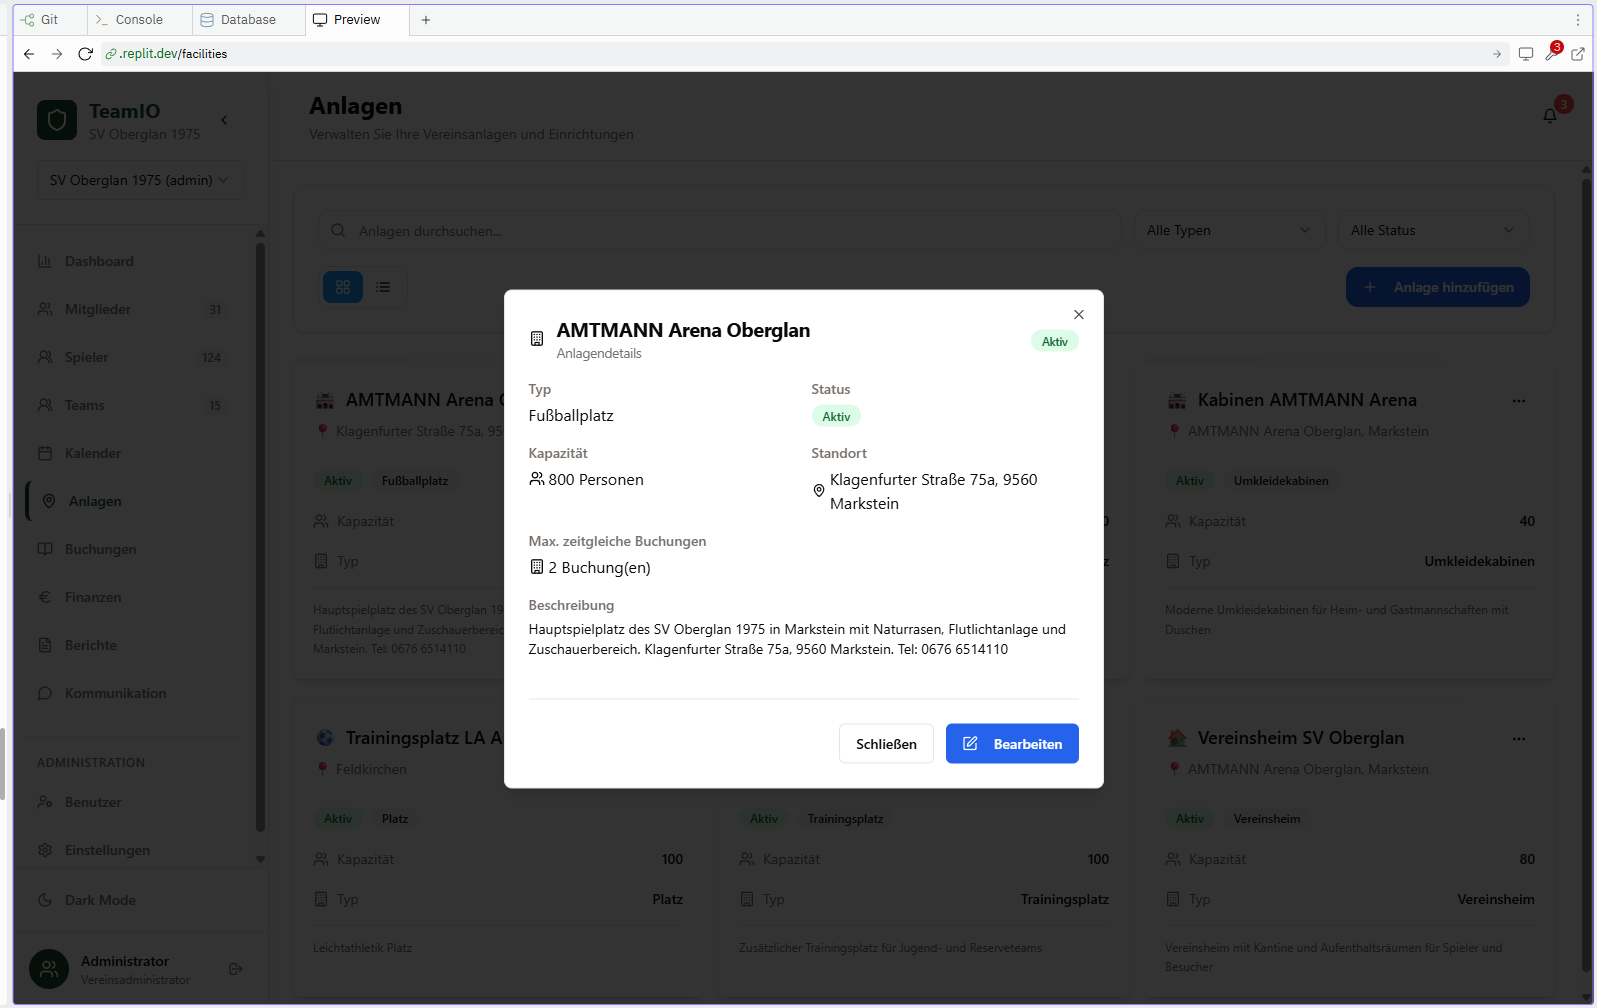 Git
Console
Database
Preview
.replit.dev/facilities
3
TeamIO
SV Oberglan 1975
SV Oberglan 1975 (admin)
Dashboard
Mitglieder 31
Spieler 124
Teams 15
Kalender
Anlagen
Buchungen
Finanzen
Berichte
Kommunikation
ADMINISTRATION
Benutzer
Einstellungen
Dark Mode
Administrator
Vereinsadministrator
Anlagen
Verwalten Sie Ihre Vereinsanlagen und Einrichtungen
3
Anlagen durchsuchen...
Alle Typen
Alle Status
Anlage hinzufügen
AMTMANN Arena
Klagenfurter Straße 75a, 95
Aktiv Fußballplatz
Kapazität
Typ
Hauptspielplatz des SV Oberglan 19
Flutlichtanlage und Zuschauerbereic
Markstein. Tel: 0676 6514110
Kabinen AMTMANN Arena
AMTMANN Arena Oberglan, Markstein
Aktiv Umkleidekabinen
Kapazität 40
Typ Umkleidekabinen
Moderne Umkleidekabinen für Heim- und Gastmannschaften mit
Duschen
Trainingsplatz LA A
Feldkirchen
Aktiv Platz
Kapazität 100
Typ Platz
Leichtathletik Platz
Aktiv Trainingsplatz
Kapazität 100
Typ Trainingsplatz
Zusätzlicher Trainingsplatz für Jugend- und Reserveteams
Vereinsheim SV Oberglan
AMTMANN Arena Oberglan, Markstein
Aktiv Vereinsheim
Kapazität 80
Typ Vereinsheim
Vereinsheim mit Kantine und Aufenthaltsräumen für Spieler und
Besucher
AMTMANN Arena Oberglan
Anlagendetails
Aktiv
Typ
Fußballplatz
Status
Aktiv
Kapazität
800 Personen
Standort
Klagenfurter Straße 75a, 9560
Markstein
Max. zeitgleiche Buchungen
2 Buchung(en)
Beschreibung
Hauptspielplatz des SV Oberglan 1975 in Markstein mit Naturrasen, Flutlichtanlage und
Zuschauerbereich. Klagenfurter Straße 75a, 9560 Markstein. Tel: 0676 6514110
Schließen
Bearbeiten